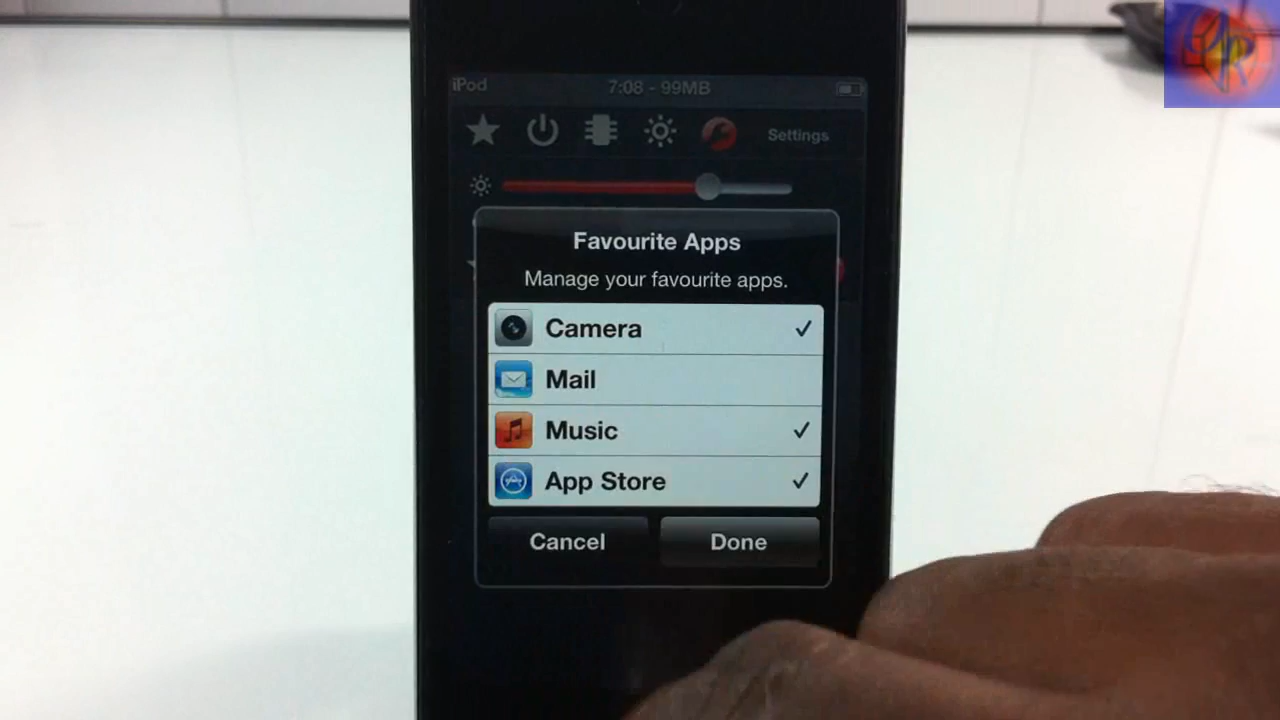 iPod 7:08 - 99MB
Settings
Favourite Apps
Manage your favourite apps.
Camera
Mail
Music
App Store
Cancel Done